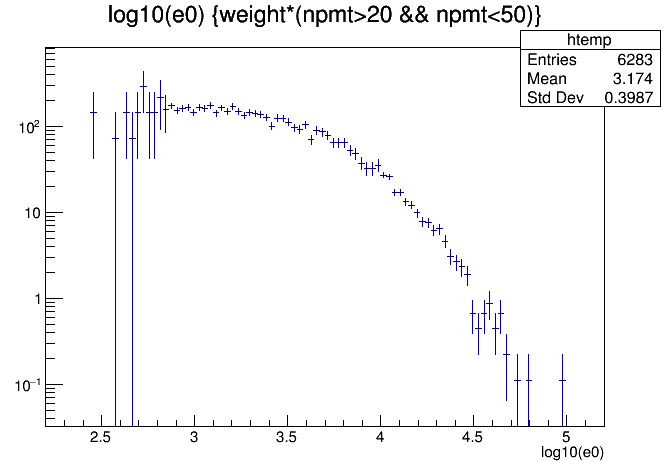 log10(e0) {weight*(npmt>20 && npmt<50)}
htemp
Entries 6283
Mean 3.174
Std Dev 0.3987
10²
10
1
10⁻¹
2.5 3 3.5 4 4.5 5
log10(e0)